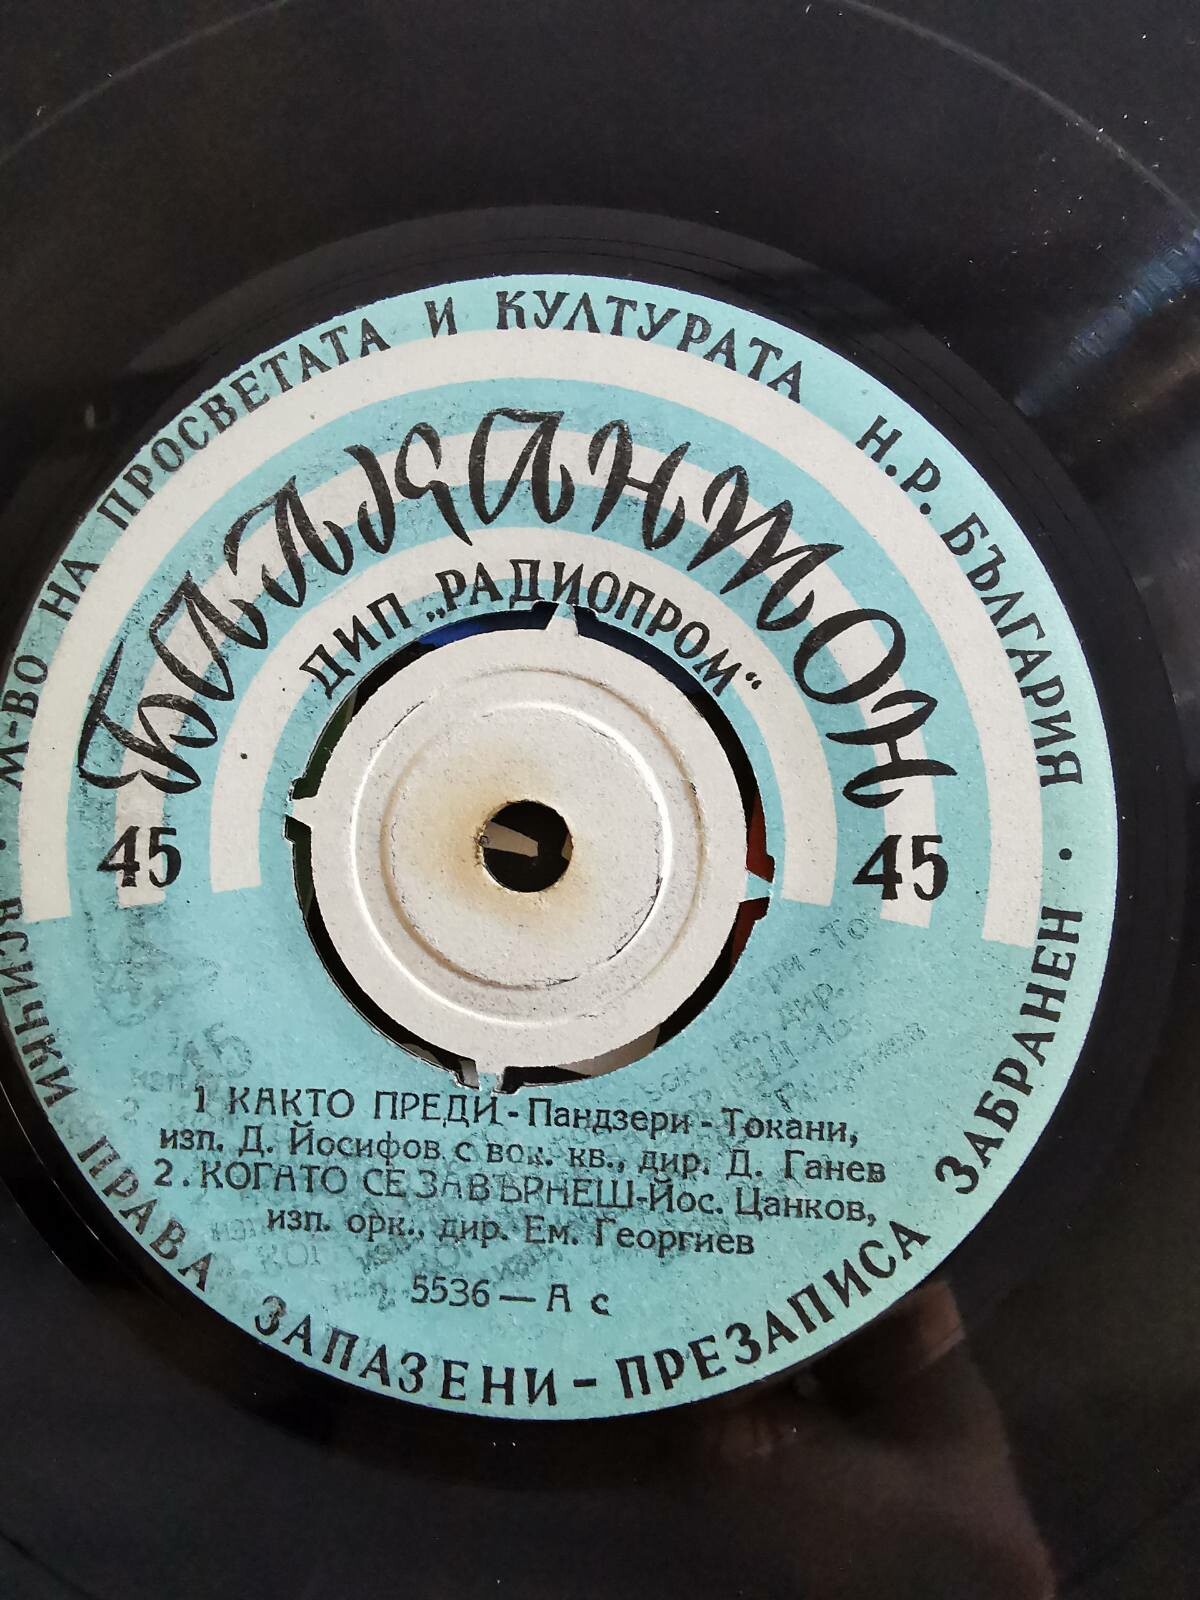 М-ВО НА ПРОСВЕТАТА И КУЛТУРАТА Н.Р. БЪЛГАРИЯ
БАЛКАНТОН
ДИП „РАДИОПРОМ“
45 45
1 КАКТО ПРЕДИ - Пандзери - Токани,
изп. Д. Йосифов с вок. кв., дир. Д. Ганев
2. КОГАТО СЕ ЗАВЪРНЕШ - Йос. Цанков,
изп. орк., дир. Ем. Георгиев
5536 — А с
· ВСИЧКИ ПРАВА ЗАПАЗЕНИ - ПРЕЗАПИСА ЗАБРАНЕН ·